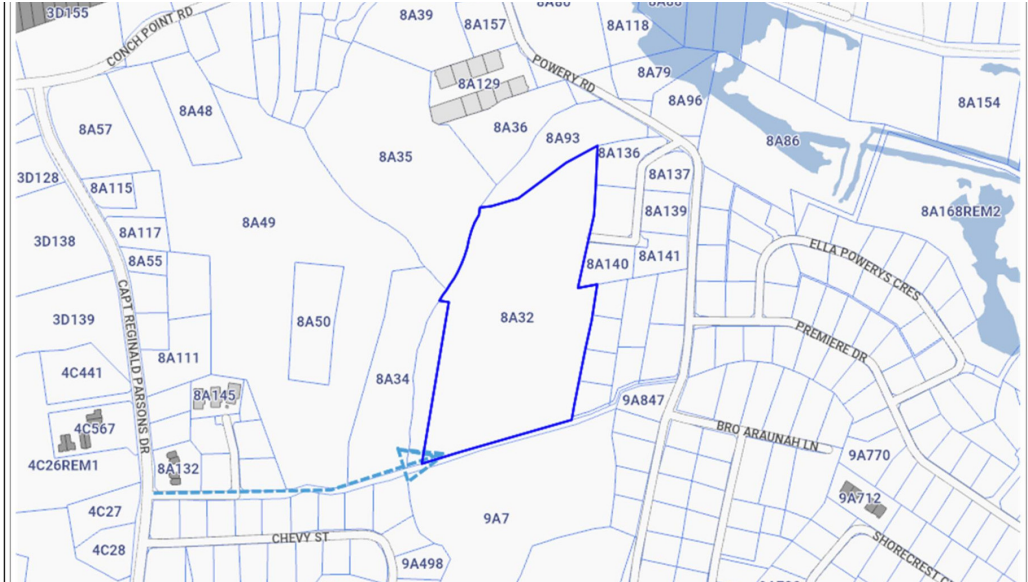 3D155
CONCH POINT RD
8A39
8A157
8A118
POWERY RD
8A79
8A48
8A129
8A96
8A154
8A57
8A36
8A93
8A86
8A35
8A136
3D128
8A115
8A137
8A49
8A139
8A168REM2
8A117
3D138
8A55
8A140
8A141
ELLA POWERYS CRES
3D139
8A50
8A32
PREMIERE DR
CAPT REGINALD PARSONS DR
8A111
4C441
8A34
8A145
9A847
4C567
BRO ARAUNAH LN
4C26REM1
8A132
9A770
9A712
4C27
9A7
4C28
CHEVY ST
SHORECREST
9A498